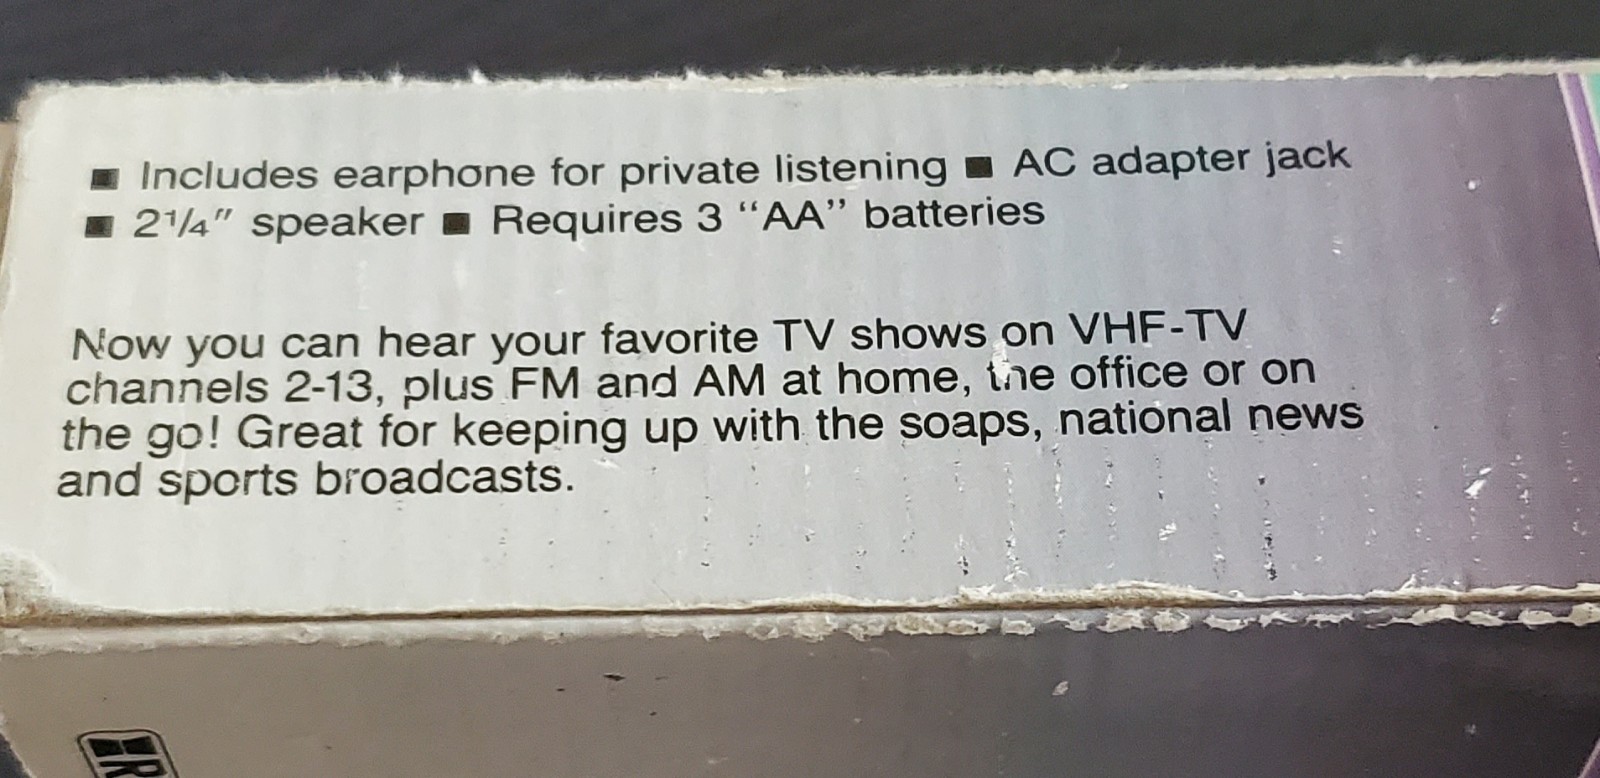 ■ Includes earphone for private listening ■ AC adapter jack
■ 2¼" speaker ■ Requires 3 “AA” batteries
Now you can hear your favorite TV shows on VHF-TV
channels 2-13, plus FM and AM at home, the office or on
the go! Great for keeping up with the soaps, national news
and sports broadcasts.